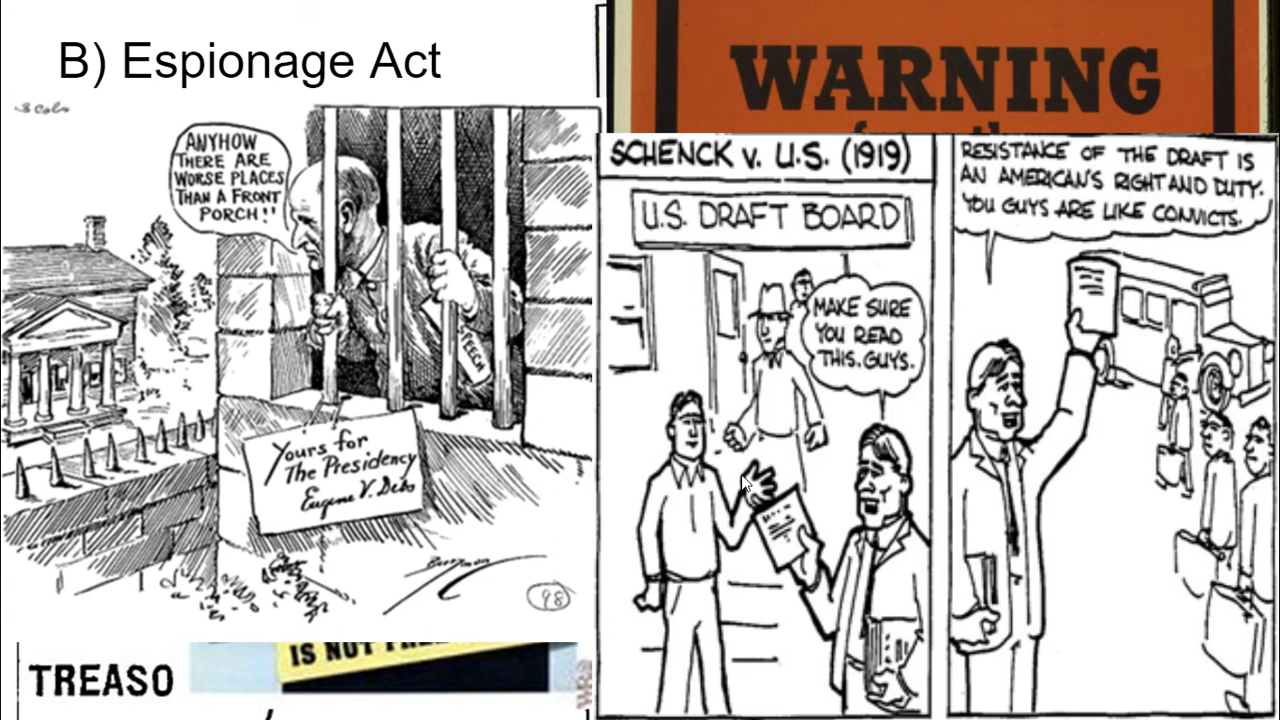 B) Espionage Act
ANYHOW
THERE ARE
WORSE PLACES
THAN A FRONT
PORCH!!
SPEECH
Yours for
The Presidency
Eugene V. Debs
98
TREASO
WARNING
SCHENCK v. U.S. (1919)
U.S. DRAFT BOARD
MAKE SURE
YOU READ
THIS, GUYS.
RESISTANCE OF THE DRAFT IS
AN AMERICAN'S RIGHT AND DUTY.
YOU GUYS ARE LIKE CONVICTS.